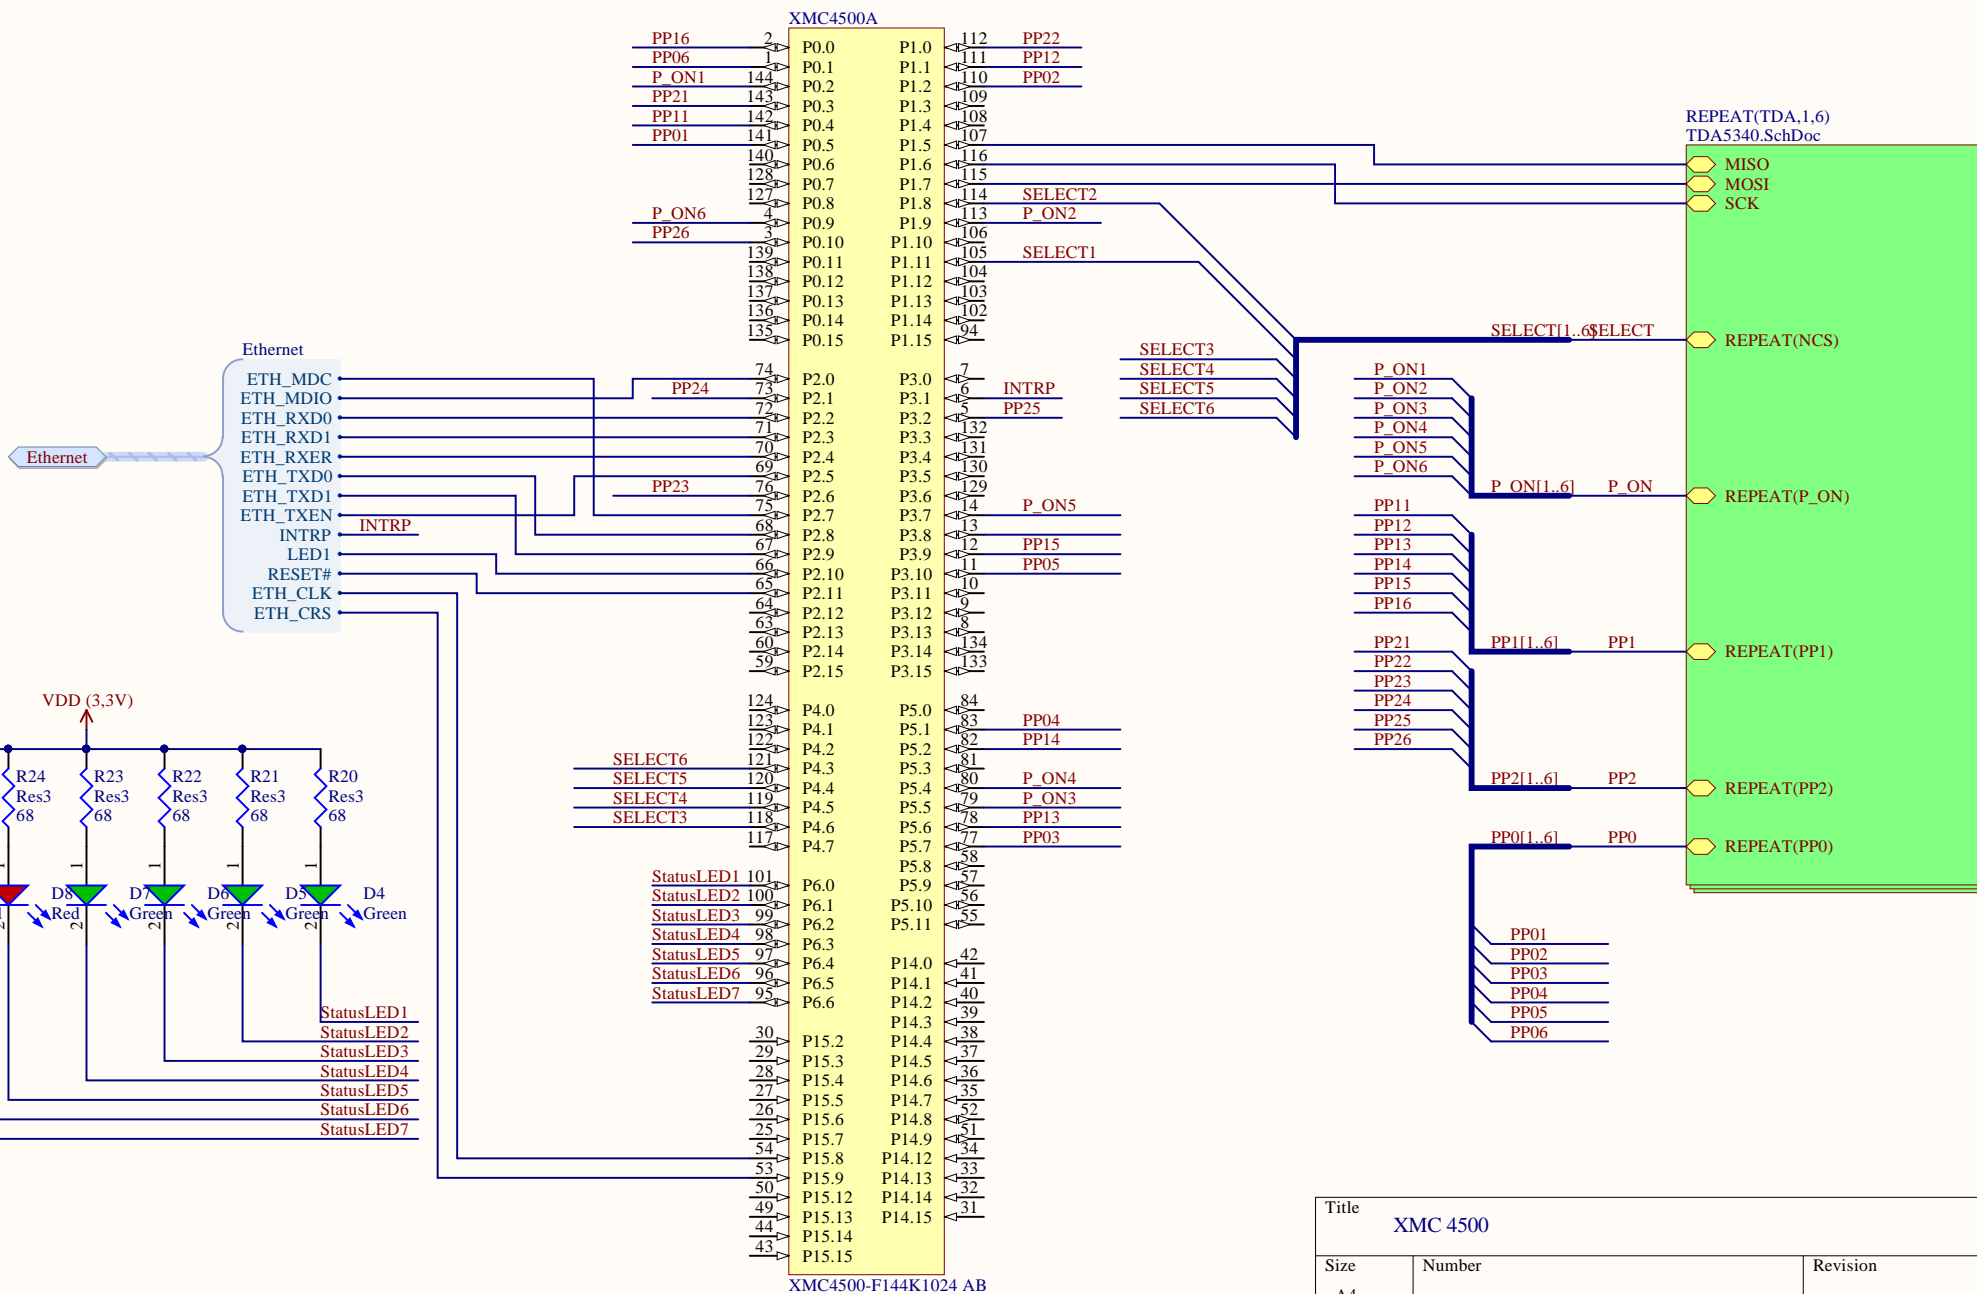 XMC4500A
PP16 2 P0.0 P1.0 112 PP22
PP06 1 P0.1 P1.1 111 PP12
P_ON1 144 P0.2 P1.2 110 PP02
PP21 143 P0.3 P1.3 109
PP11 142 P0.4 P1.4 108
PP01 141 P0.5 P1.5 107
140 P0.6 P1.6 116
128 P0.7 P1.7 115
127 P0.8 P1.8 114 SELECT2
P_ON6 4 P0.9 P1.9 113 P_ON2
PP26 3 P0.10 P1.10 106
139 P0.11 P1.11 105 SELECT1
138 P0.12 P1.12 104
137 P0.13 P1.13 103
136 P0.14 P1.14 102
135 P0.15 P1.15 94
74 P2.0 P3.0 7
PP24 73 P2.1 P3.1 6 INTRP
72 P2.2 P3.2 5 PP25
71 P2.3 P3.3 132
70 P2.4 P3.4 131
69 P2.5 P3.5 130
PP23 76 P2.6 P3.6 129
75 P2.7 P3.7 14 P_ON5
68 P2.8 P3.8 13
67 P2.9 P3.9 12 PP15
66 P2.10 P3.10 11 PP05
65 P2.11 P3.11 10
64 P2.12 P3.12 9
63 P2.13 P3.13 8
60 P2.14 P3.14 134
59 P2.15 P3.15 133
124 P4.0 P5.0 84
123 P4.1 P5.1 83 PP04
122 P4.2 P5.2 82 PP14
SELECT6 121 P4.3 P5.3 81
SELECT5 120 P4.4 P5.4 80 P_ON4
SELECT4 119 P4.5 P5.5 79 P_ON3
SELECT3 118 P4.6 P5.6 78 PP13
117 P4.7 P5.7 77 PP03
P5.8 58
StatusLED1 101 P6.0 P5.9 57
StatusLED2 100 P6.1 P5.10 56
StatusLED3 99 P6.2 P5.11 55
StatusLED4 98 P6.3
StatusLED5 97 P6.4 P14.0 42
StatusLED6 96 P6.5 P14.1 41
StatusLED7 95 P6.6 P14.2 40
P14.3 39
30 P15.2 P14.4 38
29 P15.3 P14.5 37
28 P15.4 P14.6 36
27 P15.5 P14.7 35
26 P15.6 P14.8 52
25 P15.7 P14.9 51
54 P15.8 P14.12 34
53 P15.9 P14.13 33
50 P15.12 P14.14 32
49 P15.13 P14.15 31
44 P15.14
43 P15.15
XMC4500-F144K1024 AB
Ethernet
Ethernet
ETH_MDC
ETH_MDIO
ETH_RXD0
ETH_RXD1
ETH_RXER
ETH_TXD0
ETH_TXD1
ETH_TXEN
INTRP INTRP
LED1
RESET#
ETH_CLK
ETH_CRS
VDD (3,3V)
R24 R23 R22 R21 R20
Res3 Res3 Res3 Res3 Res3
68 68 68 68 68
1 1 1 1 1
D8 D7 D6 D5 D4
Red Green Green Green Green
2 2 2 2 2
StatusLED1
StatusLED2
StatusLED3
StatusLED4
StatusLED5
StatusLED6
StatusLED7
REPEAT(TDA,1,6)
TDA5340.SchDoc
MISO
MOSI
SCK
SELECT[1..6] SELECT REPEAT(NCS)
SELECT3
SELECT4
SELECT5
SELECT6
P_ON1
P_ON2
P_ON3
P_ON4
P_ON5
P_ON6
P_ON[1..6] P_ON REPEAT(P_ON)
PP11
PP12
PP13
PP14
PP15
PP16
PP1[1..6] PP1 REPEAT(PP1)
PP21
PP22
PP23
PP24
PP25
PP26
PP2[1..6] PP2 REPEAT(PP2)
PP0[1..6] PP0 REPEAT(PP0)
PP01
PP02
PP03
PP04
PP05
PP06
Title
XMC 4500
Size Number Revision
A4